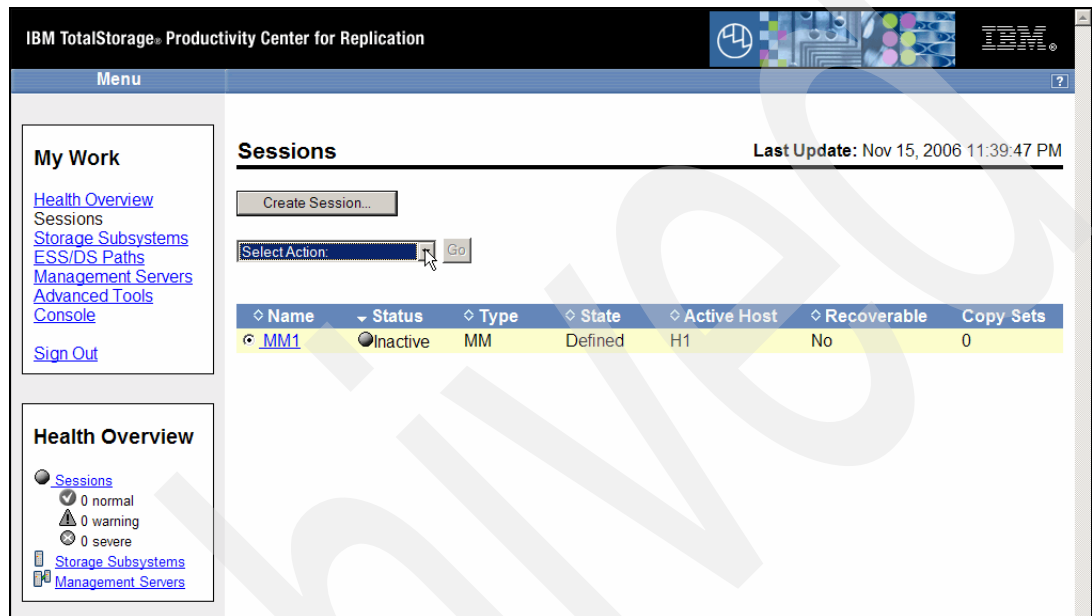 IBM TotalStorage® Productivity Center for Replication
IBM®
Menu
?
My Work
Health Overview
Sessions
Storage Subsystems
ESS/DS Paths
Management Servers
Advanced Tools
Console
Sign Out
Health Overview
Sessions
0 normal
0 warning
0 severe
Storage Subsystems
Management Servers
Sessions
Last Update: Nov 15, 2006 11:39:47 PM
Create Session...
Select Action:
Go
Name Status Type State Active Host Recoverable Copy Sets
MM1 Inactive MM Defined H1 No 0